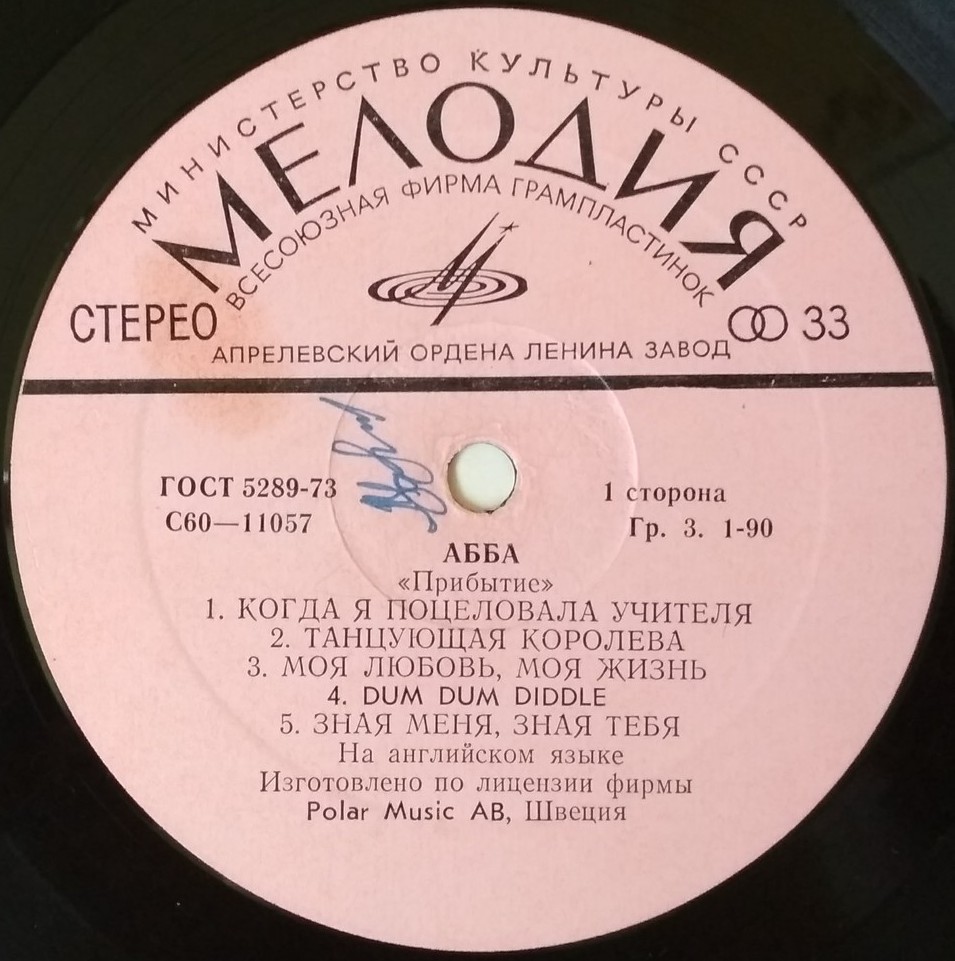 МИНИСТЕРСТВО КУЛЬТУРЫ СССР
МЕЛОДИЯ
ВСЕСОЮЗНАЯ ФИРМА ГРАМПЛАСТИНОК
СТЕРЕО
33
АПРЕЛЕВСКИЙ ОРДЕНА ЛЕНИНА ЗАВОД
ГОСТ 5289-73
1 сторона
С60—11057
Гр. 3. 1-90
АББА
«Прибытие»
1. КОГДА Я ПОЦЕЛОВАЛА УЧИТЕЛЯ
2. ТАНЦУЮЩАЯ КОРОЛЕВА
3. МОЯ ЛЮБОВЬ, МОЯ ЖИЗНЬ
4. DUM DUM DIDDLE
5. ЗНАЯ МЕНЯ, ЗНАЯ ТЕБЯ
На английском языке
Изготовлено по лицензии фирмы
Polar Music AB, Швеция